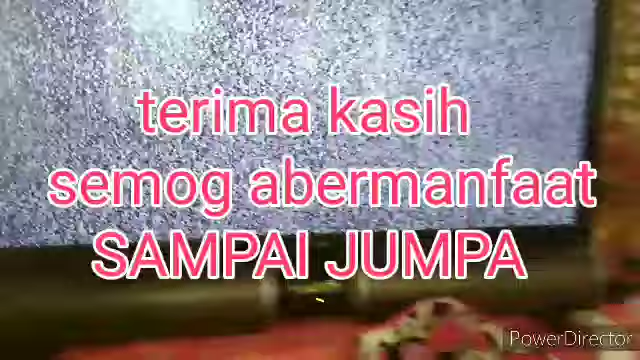 terima kasih
semog abermanfaat
SAMPAI JUMPA
PowerDirector